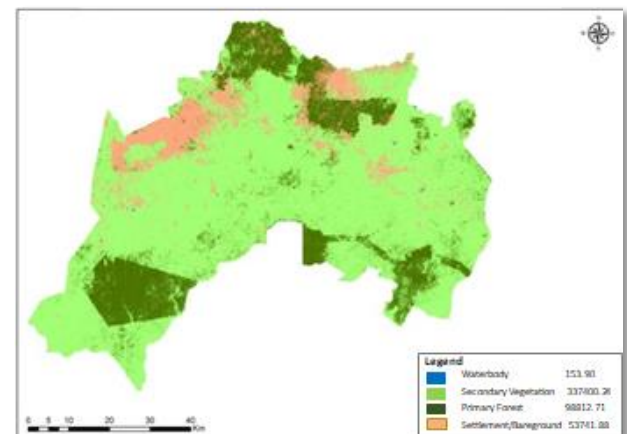 Legend
Waterbody 153.90
Secondary Vegetation 337400.34
Primary Forest 98812.71
Settlement/Bareground 53741.88
0 5 10 20 30 40
Km